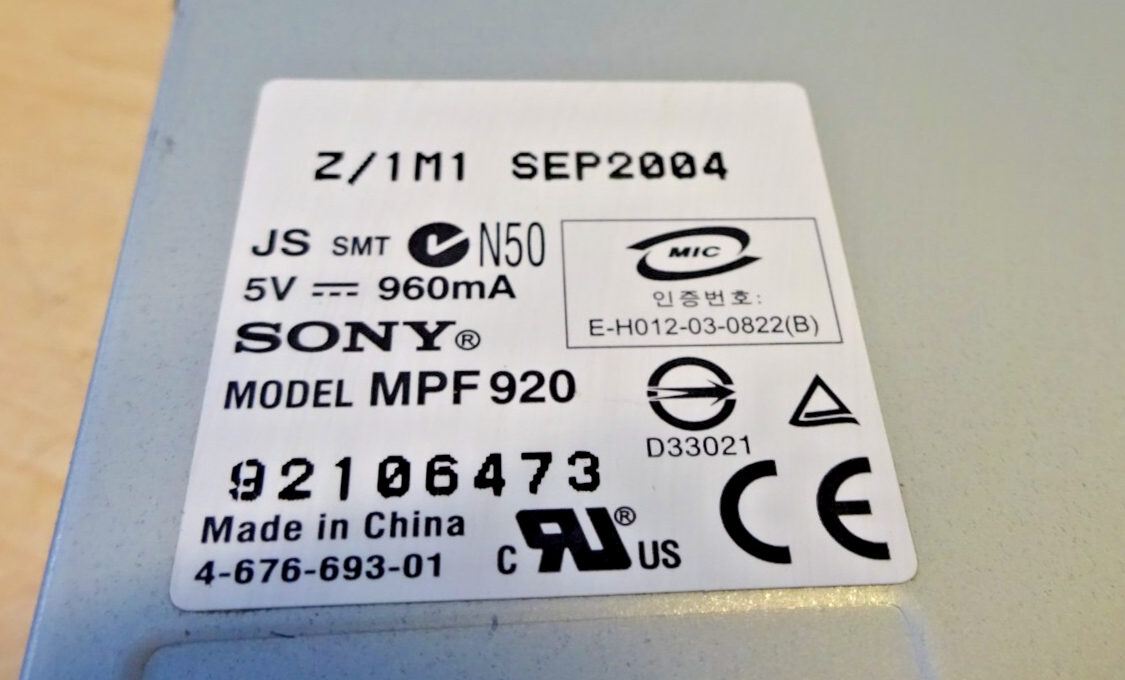 Z/1M1 SEP2004
JS SMT N50
5V 960mA
MIC
인증번호:
E-H012-03-0822(B)
SONY®
MODEL MPF920
D33021
92106473
Made in China
4-676-693-01
C RU® US
CE